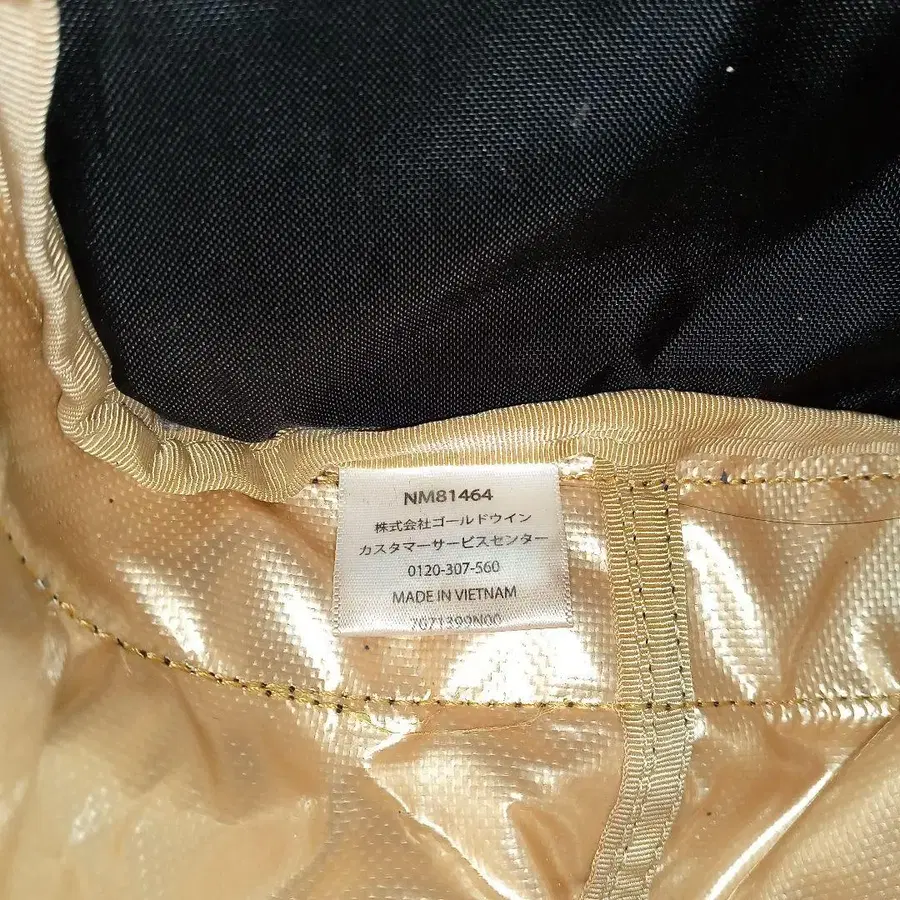 NM81464
株式会社ゴールドウイン
カスタマーサービスセンター
0120-307-560
MADE IN VIETNAM
7071399N00